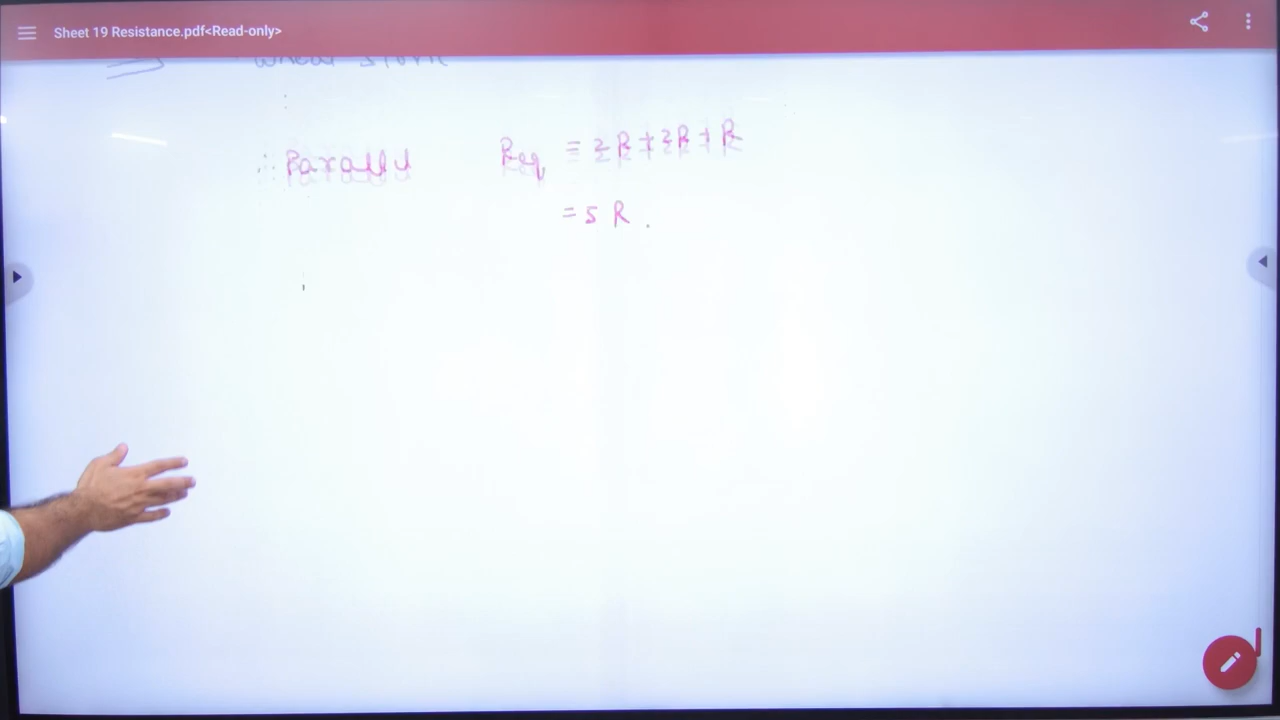 Sheet 19 Resistance.pdf<Read-only>
∴ Parallel Req = 2R + 2R + R
= 5 R .